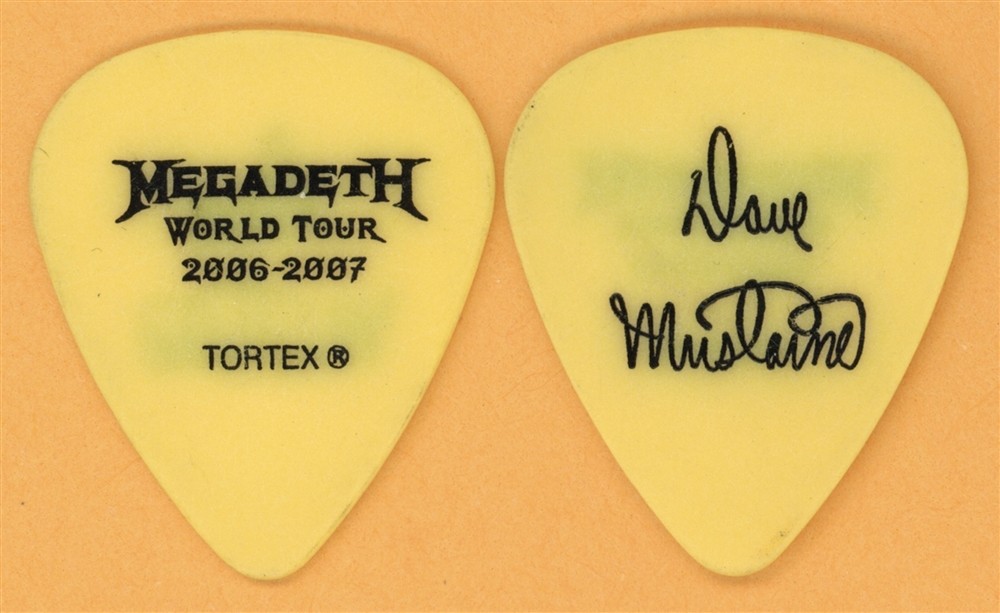 MEGADETH
WORLD TOUR
2006-2007
TORTEX ®
Dave
Mustaine